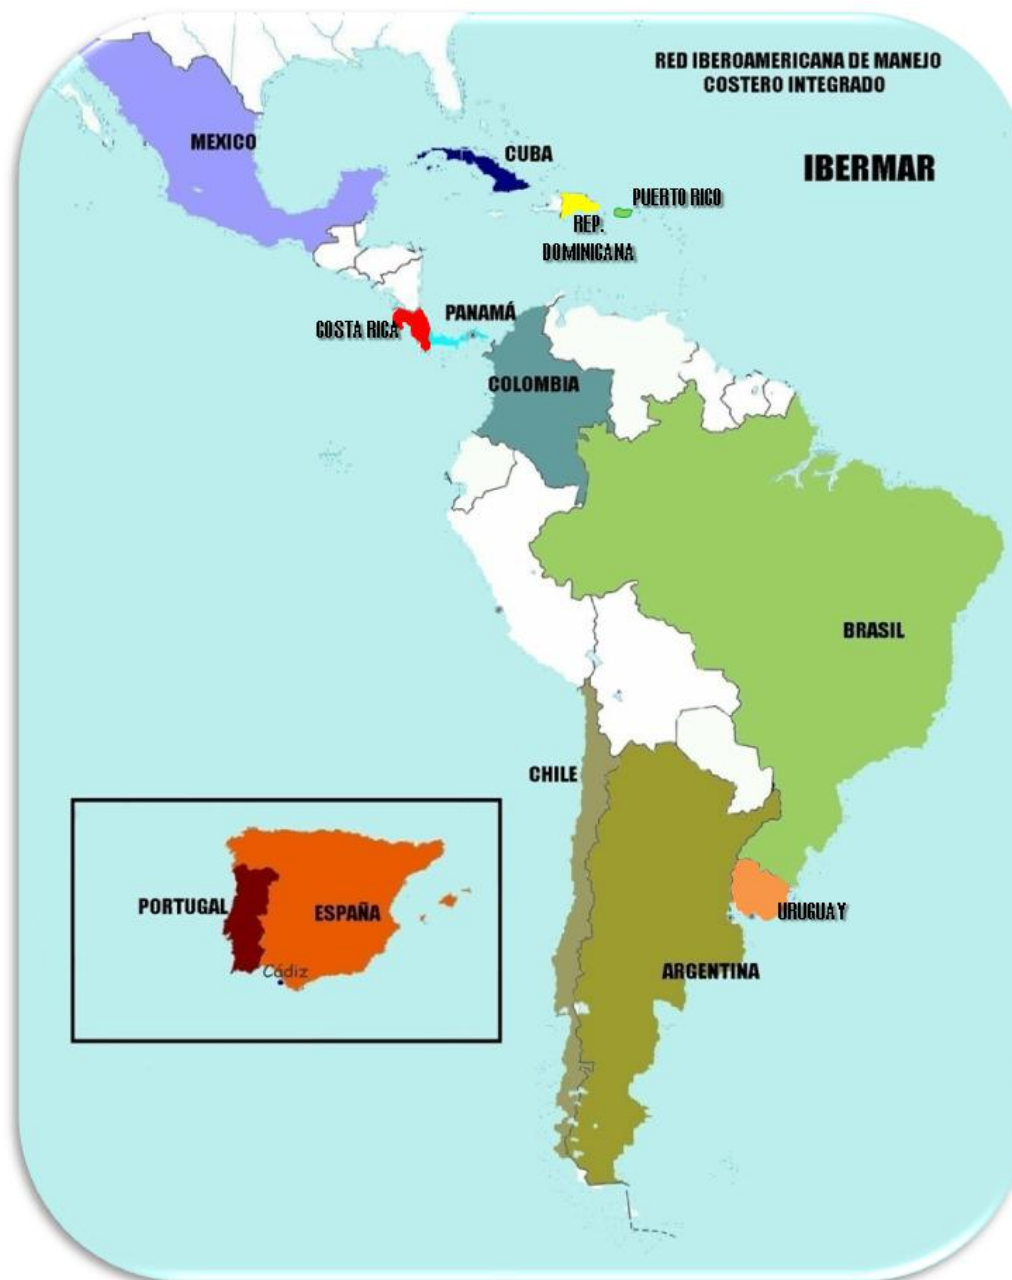 RED IBEROAMERICANA DE MANEJO
COSTERO INTEGRADO
IBERMAR
MEXICO
CUBA
PUERTO RICO
REP.
DOMINICANA
PANAMÁ
COSTA RICA
COLOMBIA
BRASIL
CHILE
PORTUGAL
ESPAÑA
URUGUAY
Cádiz
ARGENTINA